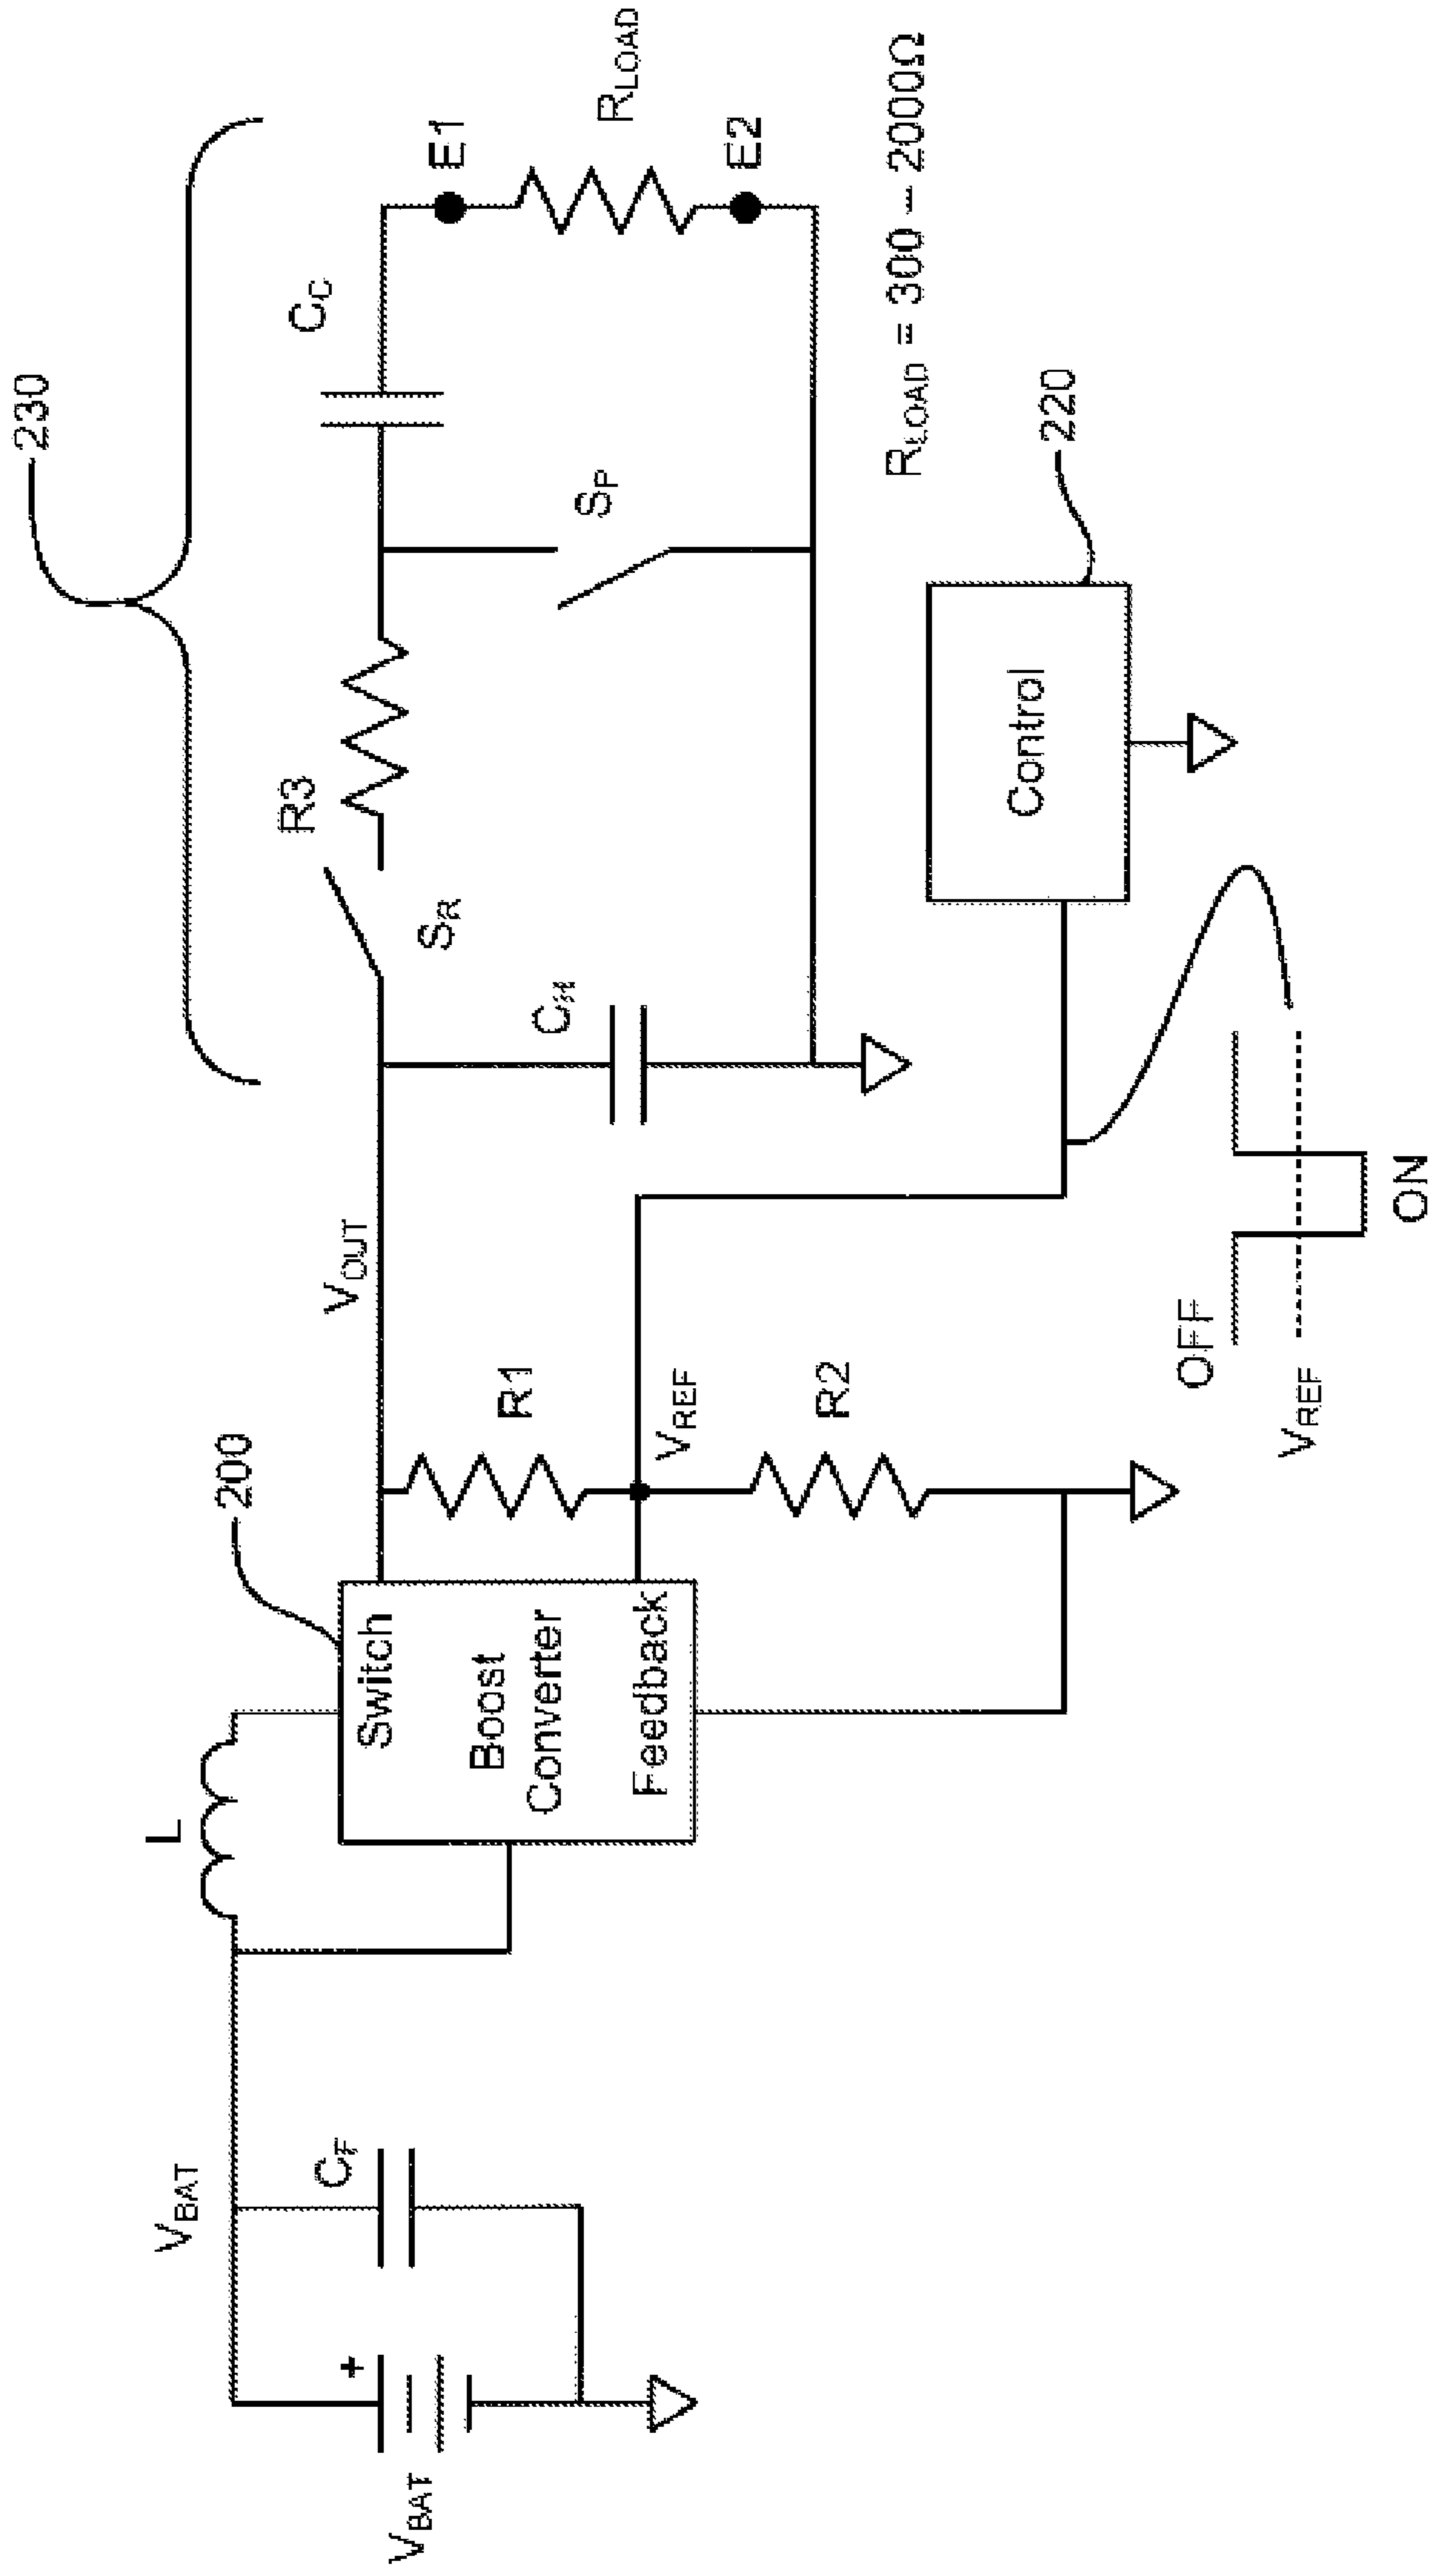 230
V_BAT
V_BAT
+
C_F
L
200
Switch
Boost
Converter
Feedback
V_OUT
R1
V_REF
R2
C_H
S_R
R3
S_P
C_C
E1
R_LOAD
E2
R_LOAD = 300 – 2000Ω
Control
220
OFF
V_REF
ON